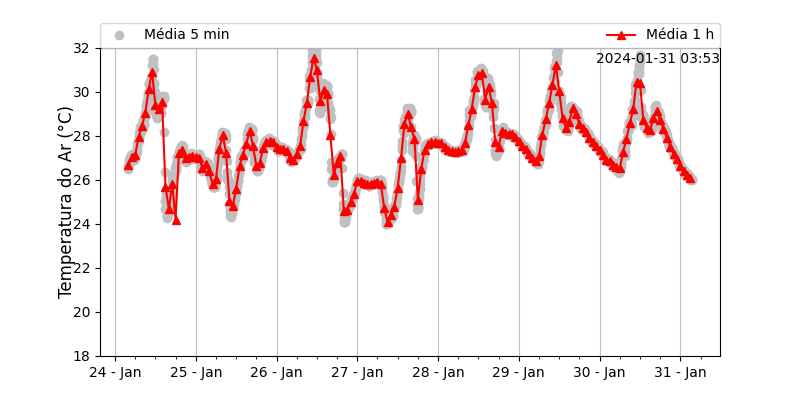 Média 5 min
Média 1 h
2024-01-31 03:53
Temperatura do Ar (°C)
32
30
28
26
24
22
20
18
24 - Jan
25 - Jan
26 - Jan
27 - Jan
28 - Jan
29 - Jan
30 - Jan
31 - Jan